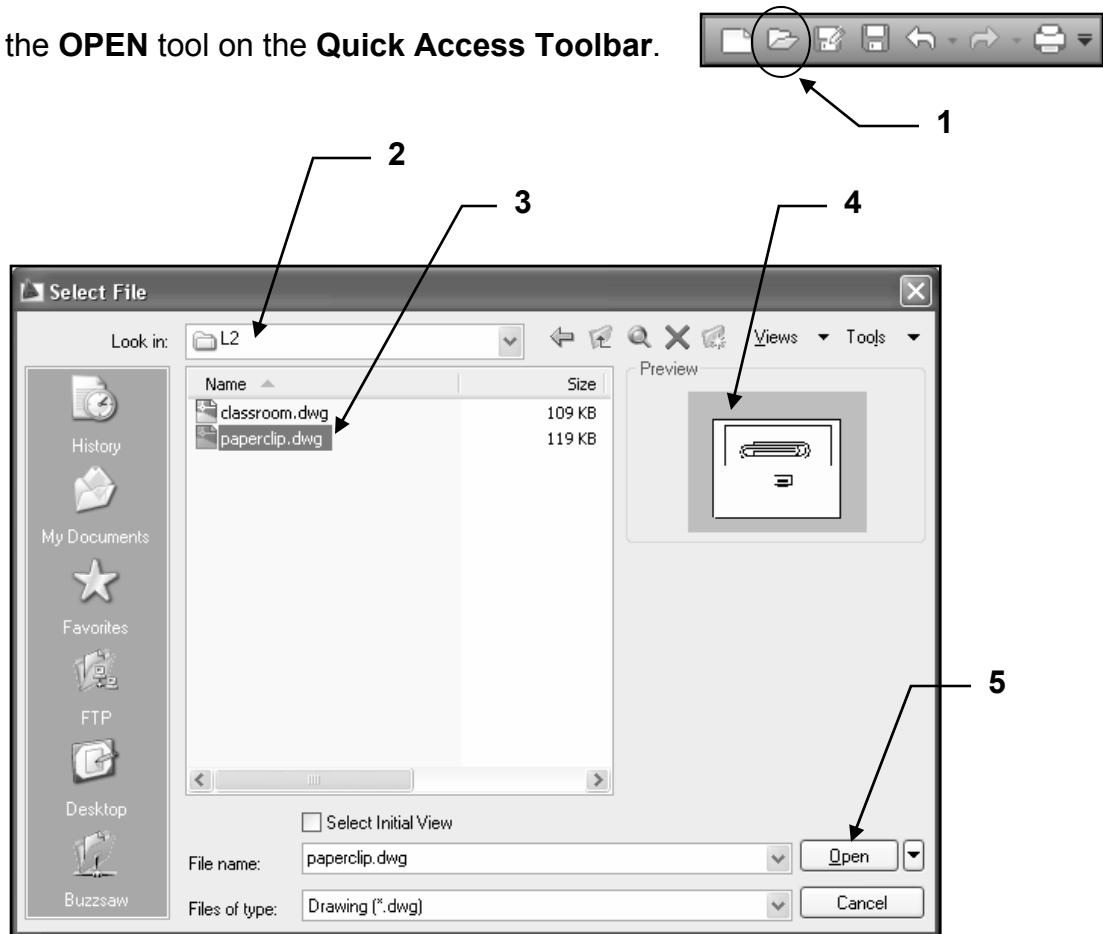 the OPEN tool on the Quick Access Toolbar.
1
2
3
4
Select File
Look in:
L2
Views
Tools
Name
Size
Preview
classroom.dwg
109 KB
paperclip.dwg
119 KB
History
My Documents
Favorites
FTP
5
Desktop
Select Initial View
File name:
paperclip.dwg
Open
Buzzsaw
Files of type:
Drawing (*.dwg)
Cancel